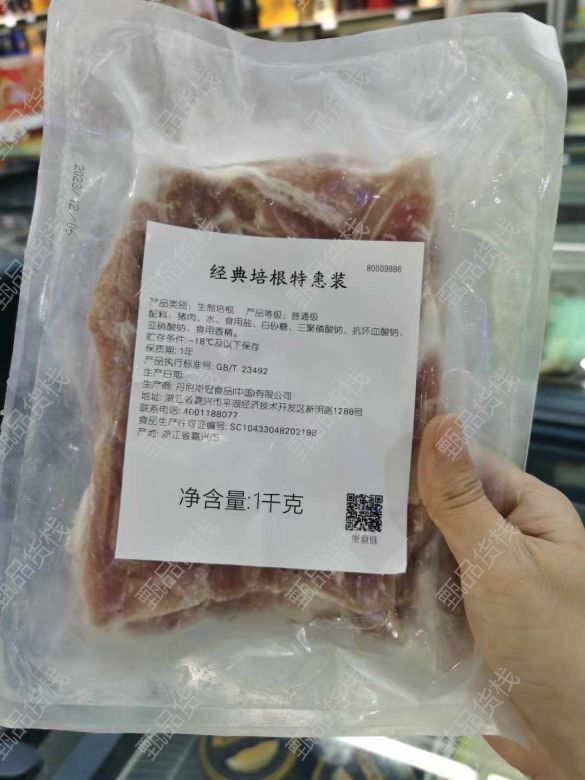 2023/12/06
经典培根特惠装
80009986
产品类别：生制培根 产品等级：普通级
配料：猪肉、水、食用盐、白砂糖、三聚磷酸钠、抗坏血酸钠、
亚硝酸钠、食用香精。
贮存条件:-18℃及以下保存
保质期:1年
产品执行标准号:GB/T 23492
生产日期:
生产商:丹尼斯冠食品(中国)有限公司
地址:浙江省嘉兴市平湖经济技术开发区新明路1288号
联系电话:4001188077
食品生产许可证编号:SC10433048202198
产地:浙江省嘉兴市
净含量:1千克
浙食链
甄品货栈